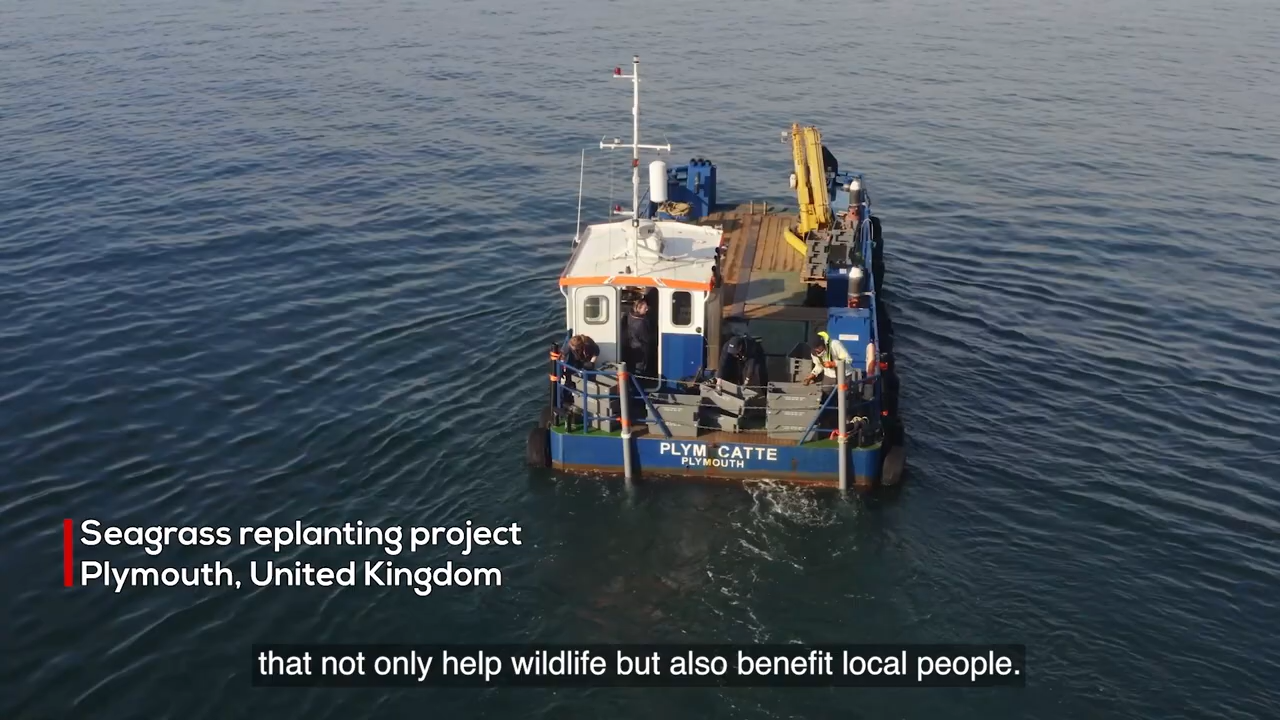 PLYM CATTE
PLYMOUTH
Seagrass replanting project
Plymouth, United Kingdom
that not only help wildlife but also benefit local people.